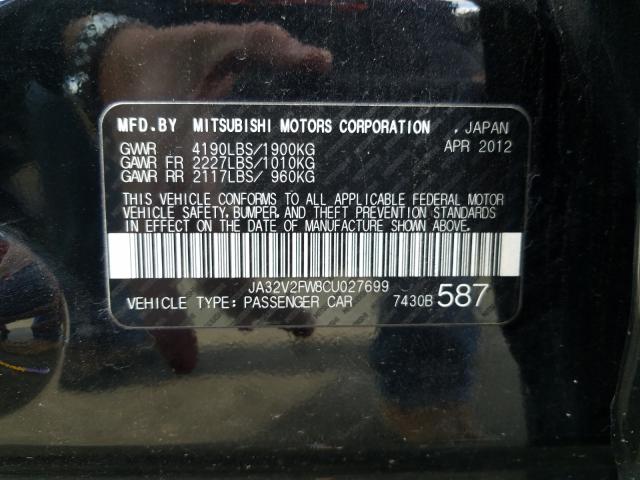 MFD.BY MITSUBISHI MOTORS CORPORATION , JAPAN
GVWR 4190LBS/1900KG APR 2012
GAWR FR 2227LBS/1010KG
GAWR RR 2117LBS/ 960KG
THIS VEHICLE CONFORMS TO ALL APPLICABLE FEDERAL MOTOR
VEHICLE SAFETY, BUMPER, AND THEFT PREVENTION STANDARDS
IN EFFECT ON THE DATE OF MANUFACTURE SHOWN ABOVE.
JA32V2FW8CU027699
VEHICLE TYPE: PASSENGER CAR 7430B 587